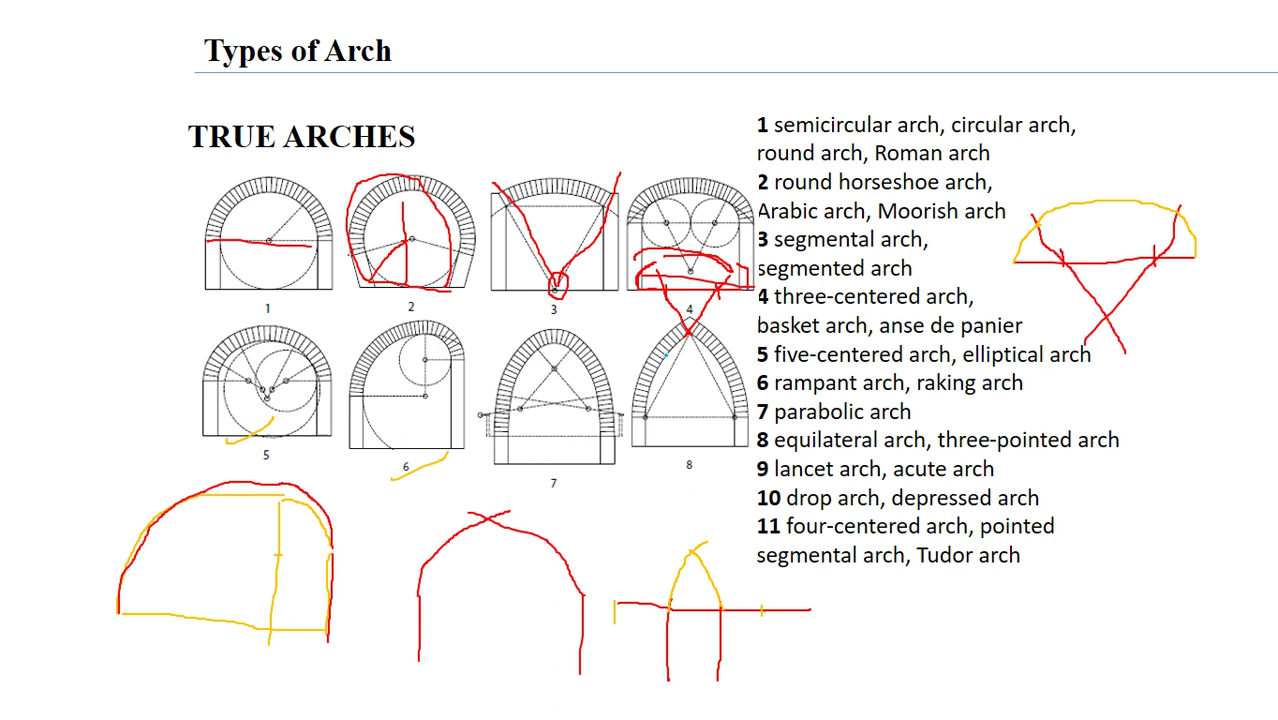 Types of Arch
TRUE ARCHES
1 semicircular arch, circular arch,
round arch, Roman arch
2 round horseshoe arch,
Arabic arch, Moorish arch
3 segmental arch,
segmented arch
4 three-centered arch,
basket arch, anse de panier
5 five-centered arch, elliptical arch
6 rampant arch, raking arch
7 parabolic arch
8 equilateral arch, three-pointed arch
9 lancet arch, acute arch
10 drop arch, depressed arch
11 four-centered arch, pointed
segmental arch, Tudor arch
1
2
3
4
5
6
7
8